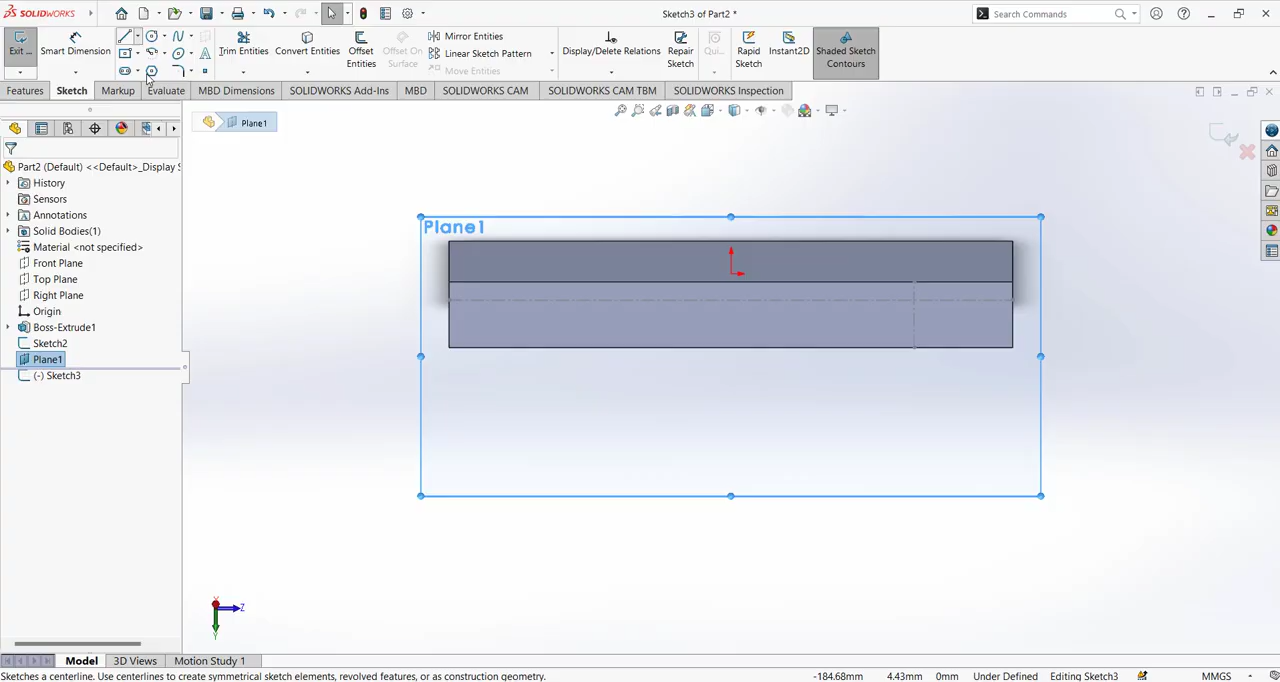 SOLIDWORKS
Sketch3 of Part2 *
Search Commands
Exit ...
Smart Dimension
Trim Entities
Convert Entities
Offset Entities
Offset On Surface
Mirror Entities
Linear Sketch Pattern
Move Entities
Display/Delete Relations
Repair Sketch
Qui...
Rapid Sketch
Instant2D
Shaded Sketch Contours
Features
Sketch
Markup
Evaluate
MBD Dimensions
SOLIDWORKS Add-Ins
MBD
SOLIDWORKS CAM
SOLIDWORKS CAM TBM
SOLIDWORKS Inspection
Plane1
Part2 (Default) <<Default>_Display S
History
Sensors
Annotations
Solid Bodies(1)
Material <not specified>
Front Plane
Top Plane
Right Plane
Origin
Boss-Extrude1
Sketch2
Plane1
(-) Sketch3
Plane1
Z
Y
Model
3D Views
Motion Study 1
Sketches a centerline. Use centerlines to create symmetrical sketch elements, revolved features, or as construction geometry.
-184.68mm
4.43mm
0mm
Under Defined
Editing Sketch3
MMGS